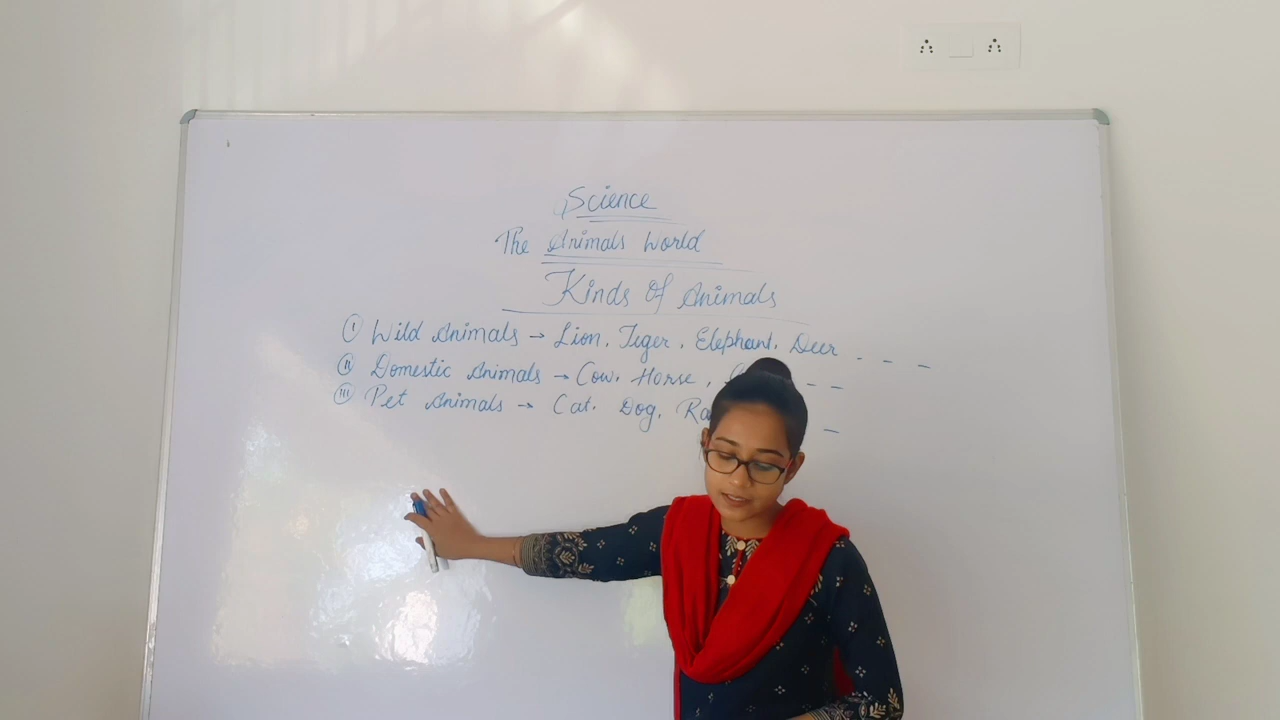 Science
The Animals World
Kinds Of Animals
(I) Wild Animals → Lion, Tiger, Elephant, Deer - - -
(II) Domestic Animals → Cow, Horse, - -
(III) Pet Animals → Cat, Dog, -